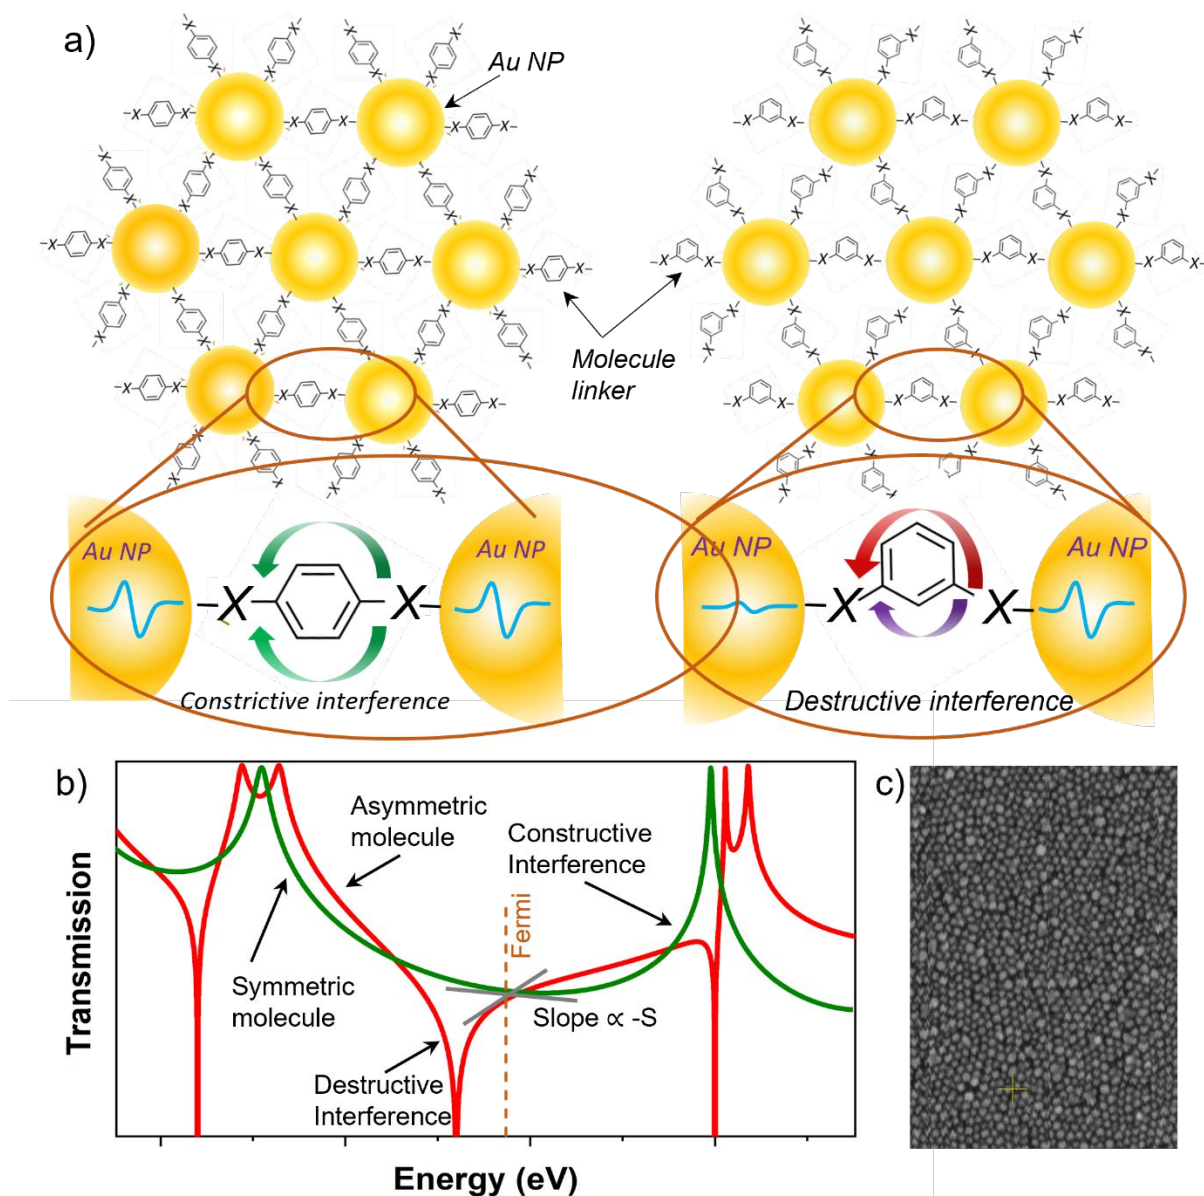 a)
Au NP
Molecule
linker
Au NP
Au NP
Au NP
Au NP
X
X
X
X
Constrictive interference
Destructive interference
b)
c)
Asymmetric
molecule
Constructive
Interference
Fermi
Symmetric
molecule
Slope ∝ -S
Destructive
Interference
Transmission
Energy (eV)